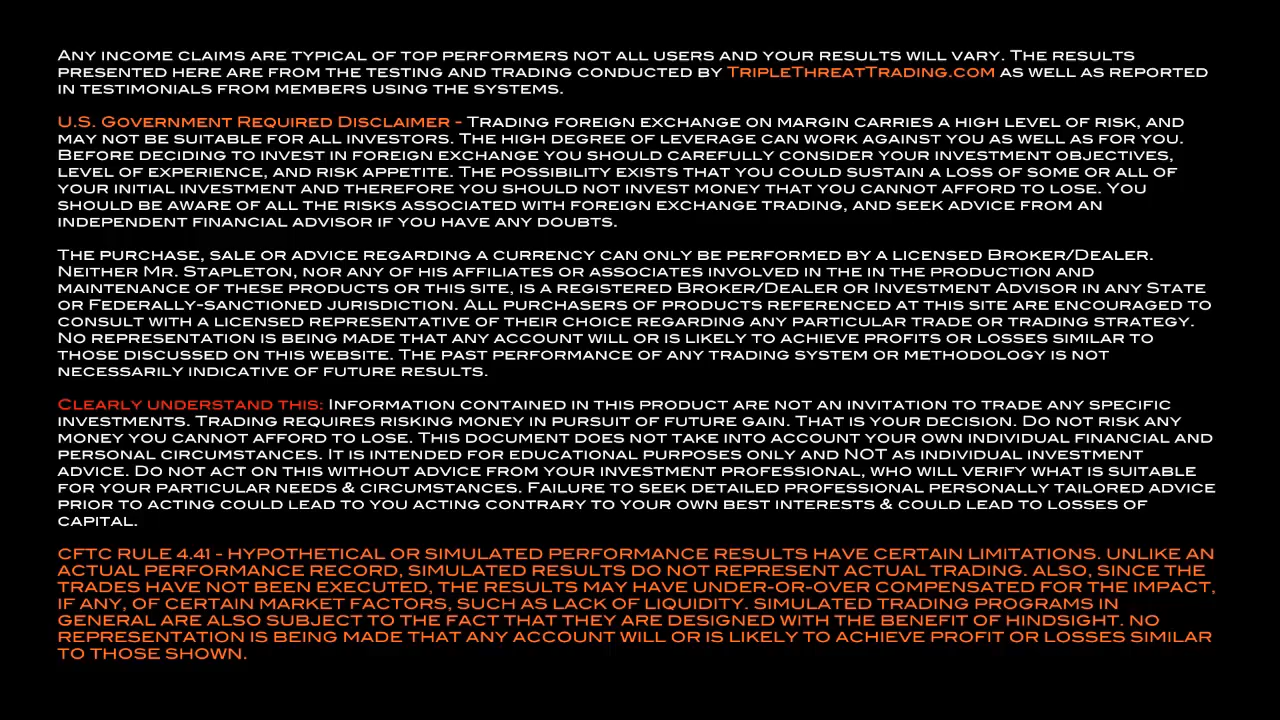 Any income claims are typical of top performers not all users and your results will vary. The results
presented here are from the testing and trading conducted by TripleThreatTrading.com as well as reported
in testimonials from members using the systems.
U.S. Government Required Disclaimer - Trading foreign exchange on margin carries a high level of risk, and
may not be suitable for all investors. The high degree of leverage can work against you as well as for you.
Before deciding to invest in foreign exchange you should carefully consider your investment objectives,
level of experience, and risk appetite. The possibility exists that you could sustain a loss of some or all of
your initial investment and therefore you should not invest money that you cannot afford to lose. You
should be aware of all the risks associated with foreign exchange trading, and seek advice from an
independent financial advisor if you have any doubts.
The purchase, sale or advice regarding a currency can only be performed by a licensed Broker/Dealer.
Neither Mr. Stapleton, nor any of his affiliates or associates involved in the in the production and
maintenance of these products or this site, is a registered Broker/Dealer or Investment Advisor in any State
or Federally-sanctioned jurisdiction. All purchasers of products referenced at this site are encouraged to
consult with a licensed representative of their choice regarding any particular trade or trading strategy.
No representation is being made that any account will or is likely to achieve profits or losses similar to
those discussed on this website. The past performance of any trading system or methodology is not
necessarily indicative of future results.
Clearly understand this: Information contained in this product are not an invitation to trade any specific
investments. Trading requires risking money in pursuit of future gain. That is your decision. Do not risk any
money you cannot afford to lose. This document does not take into account your own individual financial and
personal circumstances. It is intended for educational purposes only and NOT as individual investment
advice. Do not act on this without advice from your investment professional, who will verify what is suitable
for your particular needs & circumstances. Failure to seek detailed professional personally tailored advice
prior to acting could lead to you acting contrary to your own best interests & could lead to losses of
capital.
CFTC RULE 4.41 - HYPOTHETICAL OR SIMULATED PERFORMANCE RESULTS HAVE CERTAIN LIMITATIONS. UNLIKE AN
ACTUAL PERFORMANCE RECORD, SIMULATED RESULTS DO NOT REPRESENT ACTUAL TRADING. ALSO, SINCE THE
TRADES HAVE NOT BEEN EXECUTED, THE RESULTS MAY HAVE UNDER-OR-OVER COMPENSATED FOR THE IMPACT,
IF ANY, OF CERTAIN MARKET FACTORS, SUCH AS LACK OF LIQUIDITY. SIMULATED TRADING PROGRAMS IN
GENERAL ARE ALSO SUBJECT TO THE FACT THAT THEY ARE DESIGNED WITH THE BENEFIT OF HINDSIGHT. NO
REPRESENTATION IS BEING MADE THAT ANY ACCOUNT WILL OR IS LIKELY TO ACHIEVE PROFIT OR LOSSES SIMILAR
TO THOSE SHOWN.